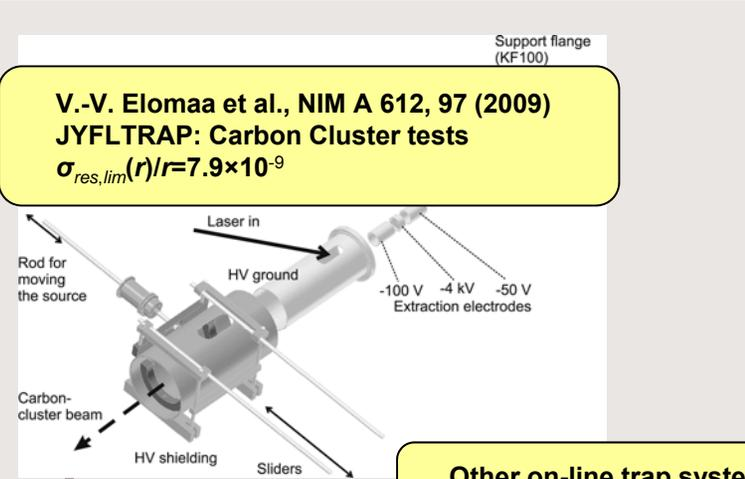 Support flange
(KF100)
V.-V. Elomaa et al., NIM A 612, 97 (2009)
JYFLTRAP: Carbon Cluster tests
σres,lim(r)/r=7.9×10-9
Laser in
Rod for
moving
the source
HV ground
-100 V -4 kV -50 V
Extraction electrodes
Carbon-
cluster beam
HV shielding
Sliders
Other on-line trap syste